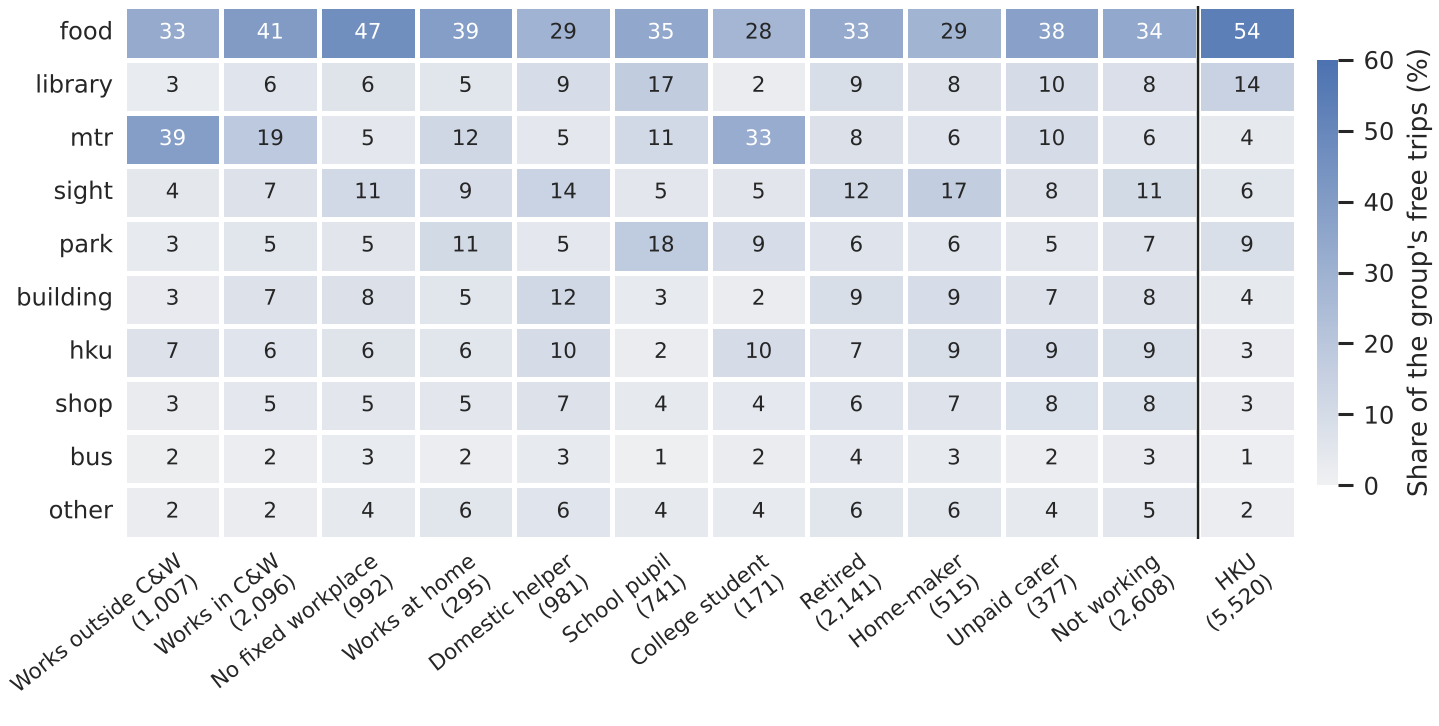 food 33 41 47 39 29 35 28 33 29 38 34 54
library 3 6 6 5 9 17 2 9 8 10 8 14
mtr 39 19 5 12 5 11 33 8 6 10 6 4
sight 4 7 11 9 14 5 5 12 17 8 11 6
park 3 5 5 11 5 18 9 6 6 5 7 9
building 3 7 8 5 12 3 2 9 9 7 8 4
hku 7 6 6 6 10 2 10 7 9 9 9 3
shop 3 5 5 5 7 4 4 6 7 8 8 3
bus 2 2 3 2 3 1 2 4 3 2 3 1
other 2 2 4 6 6 4 4 6 6 4 5 2
Works outside C&W
(1,007)
Works in C&W
(2,096)
No fixed workplace
(992)
Works at home
(295)
Domestic helper
(981)
School pupil
(741)
College student
(171)
Retired
(2,141)
Home-maker
(515)
Unpaid carer
(377)
Not working
(2,608)
HKU
(5,520)
60
50
40
30
20
10
0
Share of the group's free trips (%)